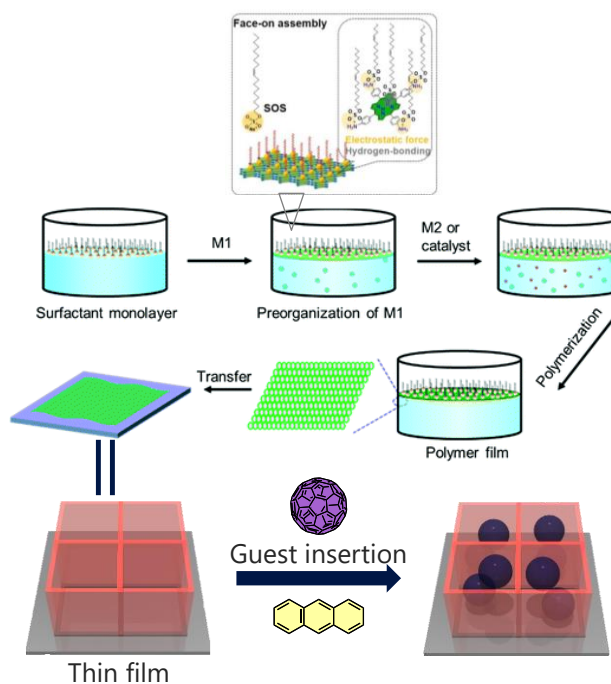 Face-on assembly
SOS
Electrostatic force
Hydrogen-bonding
M1
M2 or
catalyst
Surfactant monolayer
Preorganization of M1
Polymerization
Transfer
Polymer film
Guest insertion
Thin film